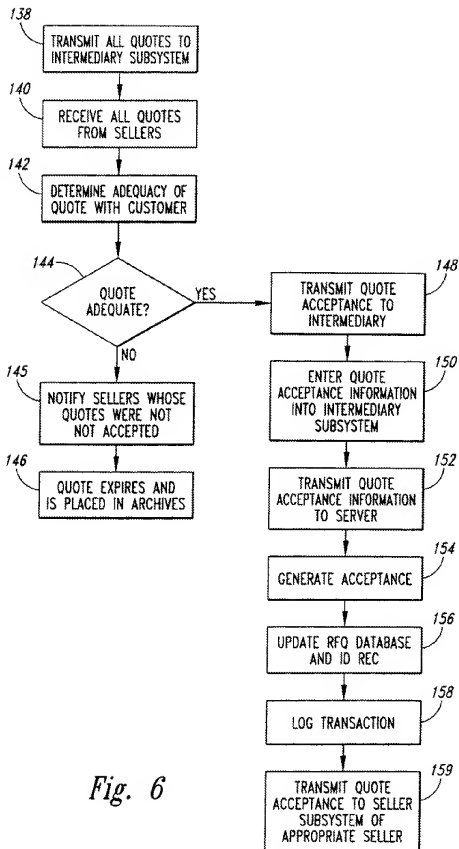 138
TRANSMIT ALL QUOTES TO
INTERMEDIARY SUBSYSTEM
140
RECEIVE ALL QUOTES
FROM SELLERS
142
DETERMINE ADEQUACY OF
QUOTE WITH CUSTOMER
144
QUOTE
ADEQUATE?
YES
NO
145
NOTIFY SELLERS WHOSE
QUOTES WERE NOT
NOT ACCEPTED
146
QUOTE EXPIRES AND
IS PLACED IN ARCHIVES
148
TRANSMIT QUOTE
ACCEPTANCE TO
INTERMEDIARY
150
ENTER QUOTE
ACCEPTANCE INFORMATION
INTO INTERMEDIARY
SUBSYSTEM
152
TRANSMIT QUOTE
ACCEPTANCE INFORMATION
TO SERVER
154
GENERATE ACCEPTANCE
156
UPDATE RFQ DATABASE
AND ID REC
158
LOG TRANSACTION
159
TRANSMIT QUOTE
ACCEPTANCE TO SELLER
SUBSYSTEM OF
APPROPRIATE SELLER
Fig. 6